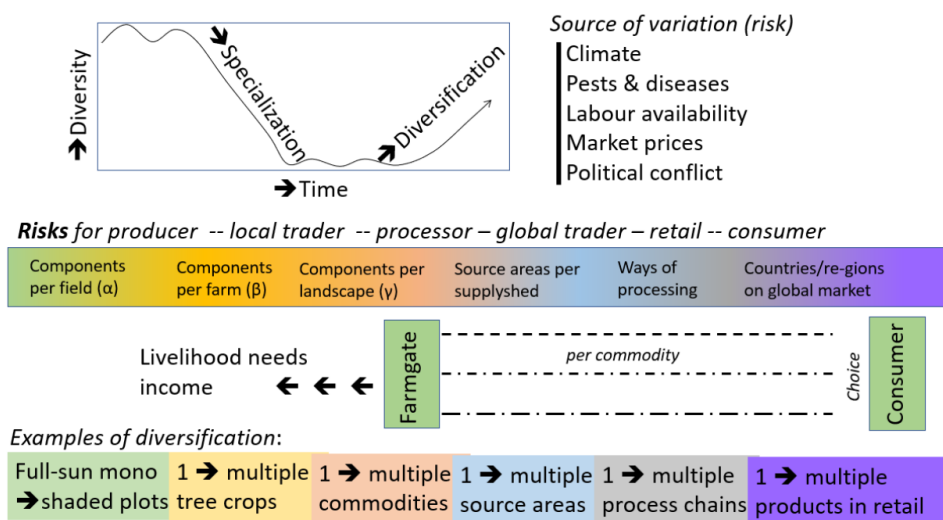 Source of variation (risk)
➔Diversity
➔ Specialization
➔ Diversification
Climate
Pests & diseases
Labour availability
Market prices
Political conflict
➔Time
Risks for producer -- local trader -- processor – global trader – retail -- consumer
Components
per field (α)
Components
per farm (β)
Components per
landscape (γ)
Source areas per
supplyshed
Ways of
processing
Countries/re-gions
on global market
Livelihood needs
income
Farmgate
per commodity
Choice
Consumer
Examples of diversification:
Full-sun mono
➔shaded plots
1 ➔ multiple
tree crops
1 ➔ multiple
commodities
1 ➔ multiple
source areas
1 ➔ multiple
process chains
1 ➔ multiple
products in retail